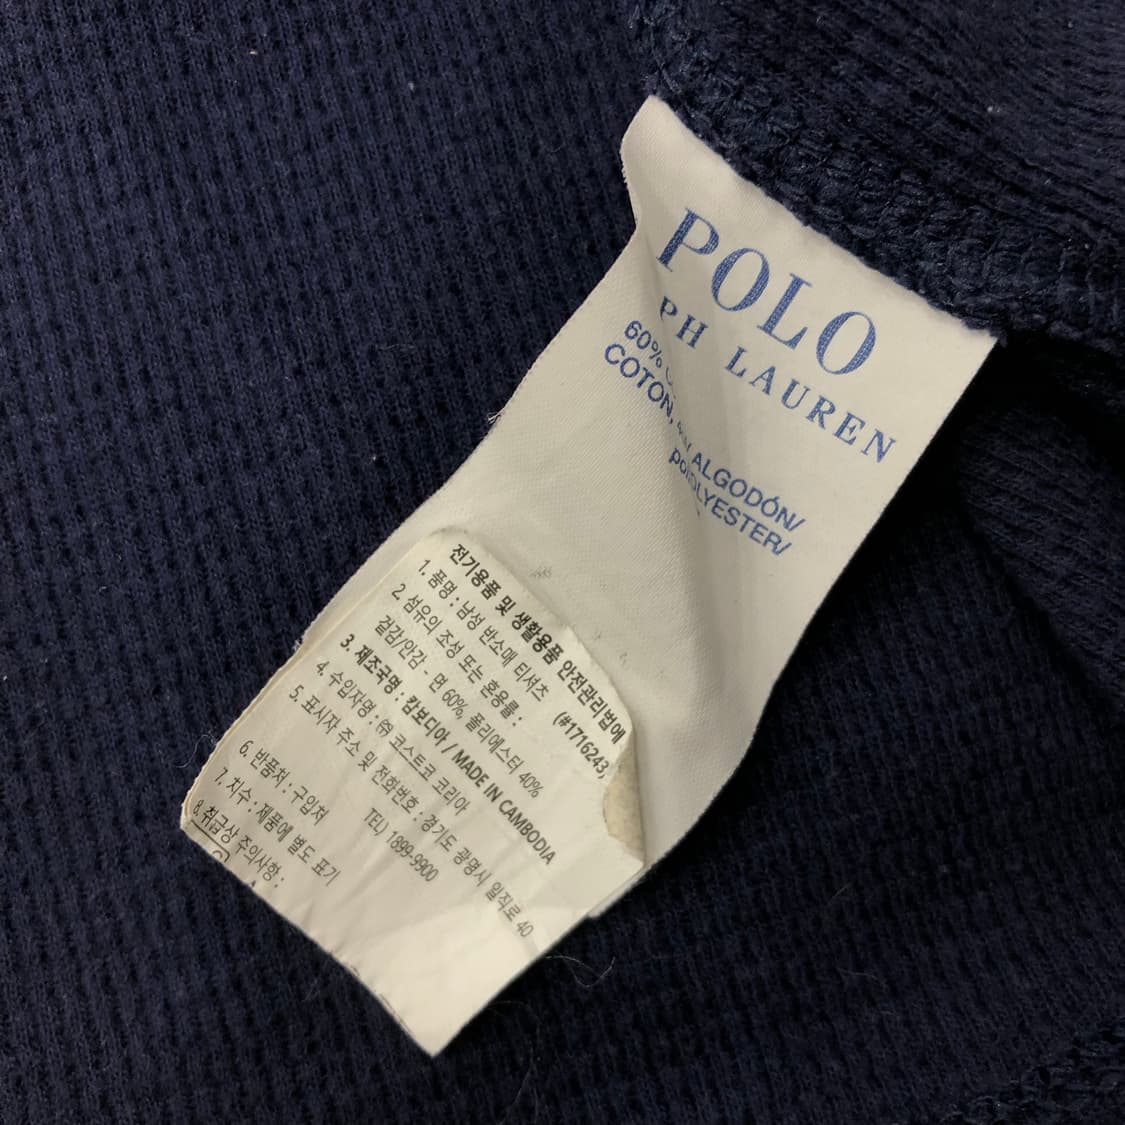 POLO
PH LAUREN
60%
COTON, ALGODÓN/
POLYESTER/
전기용품 및 생활용품 안전관리법에
1. 품명 : 남성 반소매 티셔츠 (#1716243
2. 섬유의 조성 또는 혼용률 :
겉감/안감 - 면 60%, 폴리에스터 40%
3. 제조국명 : 캄보디아 / MADE IN CAMBODIA
4. 수입자명 : ㈜ 코스트코 코리아
5. 표시자 주소 및 전화번호 : 경기도 광명시 일직로 40
TEL) 1899-9900
6. 반품처 : 구입처
7. 치수 : 제품에 별도 표기
8. 취급상 주의사항 :